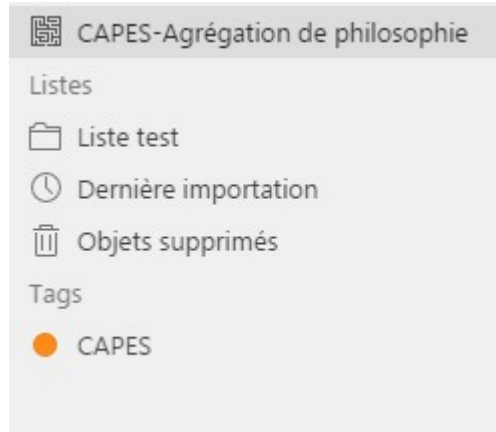 CAPES-Agrégation de philosophie
Listes
Liste test
Dernière importation
Objets supprimés
Tags
CAPES